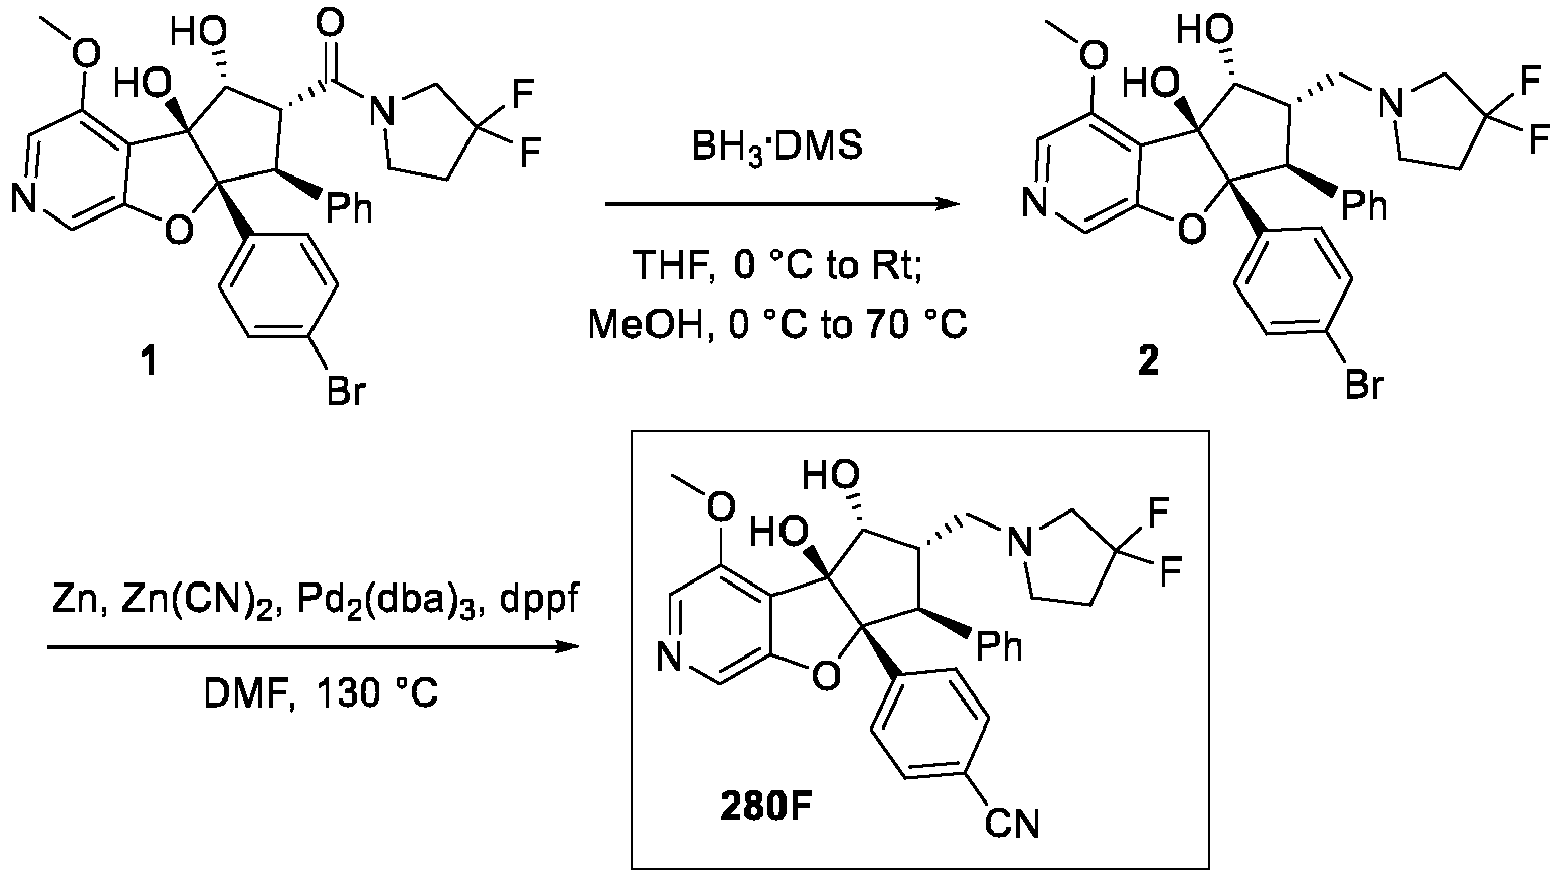 HO
O
O
HO
N
F
F
N
O
Ph
Br
1
BH3·DMS
THF, 0 °C to Rt;
MeOH, 0 °C to 70 °C
HO
O
HO
N
F
F
N
O
Ph
Br
2
Zn, Zn(CN)2, Pd2(dba)3, dppf
DMF, 130 °C
HO
O
HO
N
F
F
N
O
Ph
CN
280F